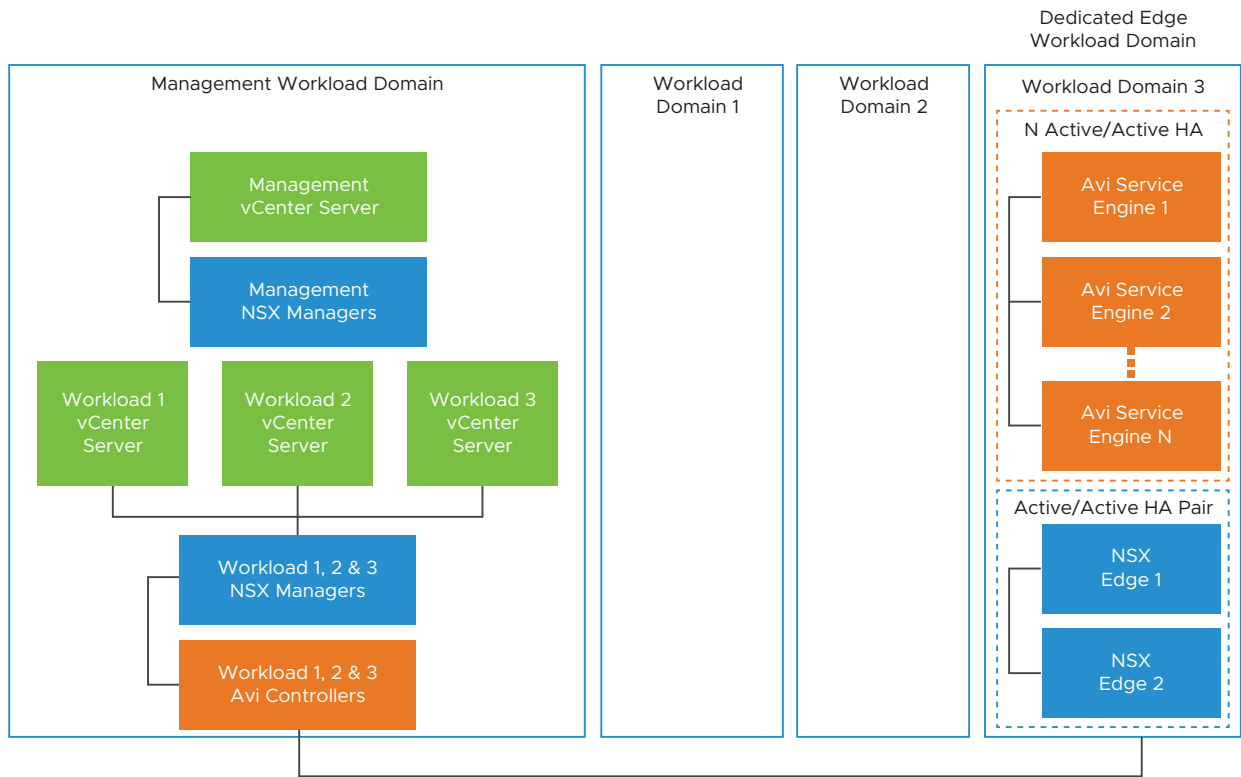 Dedicated Edge
Workload Domain
Management Workload Domain
Management
vCenter Server
Management
NSX Managers
Workload 1
vCenter
Server
Workload 2
vCenter
Server
Workload 3
vCenter
Server
Workload 1, 2 & 3
NSX Managers
Workload 1, 2 & 3
Avi Controllers
Workload
Domain 1
Workload
Domain 2
Workload Domain 3
N Active/Active HA
Avi Service
Engine 1
Avi Service
Engine 2
Avi Service
Engine N
Active/Active HA Pair
NSX
Edge 1
NSX
Edge 2